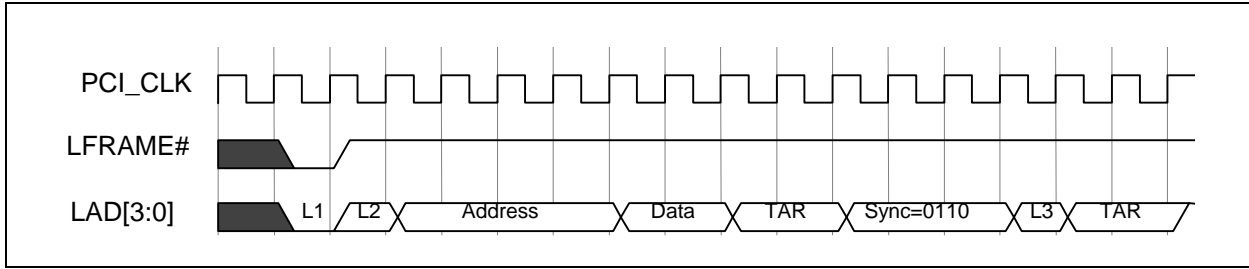 PCI_CLK
LFRAME#
LAD[3:0] L1 L2 Address Data TAR Sync=0110 L3 TAR